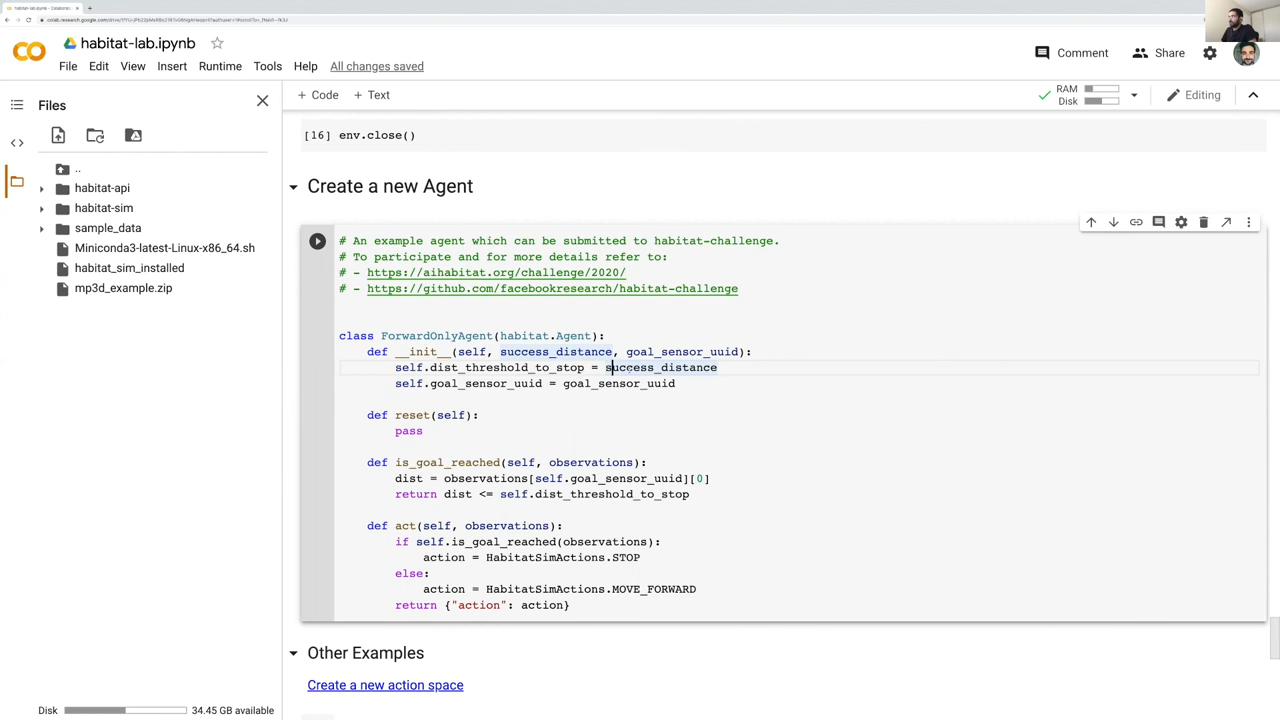 habitat-lab.ipynb - Colaborato
habitat-lab.ipynb
Comment
Share
File Edit View Insert Runtime Tools Help All changes saved
Files
+ Code + Text
RAM
Disk
Editing
..
habitat-api
habitat-sim
sample_data
Miniconda3-latest-Linux-x86_64.sh
habitat_sim_installed
mp3d_example.zip
[16] env.close()
Create a new Agent
# An example agent which can be submitted to habitat-challenge.
# To participate and for more details refer to:
# - https://aihabitat.org/challenge/2020/
# - https://github.com/facebookresearch/habitat-challenge
class ForwardOnlyAgent(habitat.Agent):
def __init__(self, success_distance, goal_sensor_uuid):
self.dist_threshold_to_stop = success_distance
self.goal_sensor_uuid = goal_sensor_uuid
def reset(self):
pass
def is_goal_reached(self, observations):
dist = observations[self.goal_sensor_uuid][0]
return dist <= self.dist_threshold_to_stop
def act(self, observations):
if self.is_goal_reached(observations):
action = HabitatSimActions.STOP
else:
action = HabitatSimActions.MOVE_FORWARD
return {"action": action}
Other Examples
Create a new action space
Disk 34.45 GB available